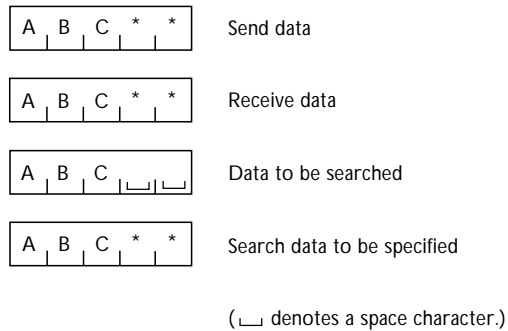 A B C * * Send data
A B C * * Receive data
A B C ⎵ ⎵ Data to be searched
A B C * * Search data to be specified
(⎵ denotes a space character.)